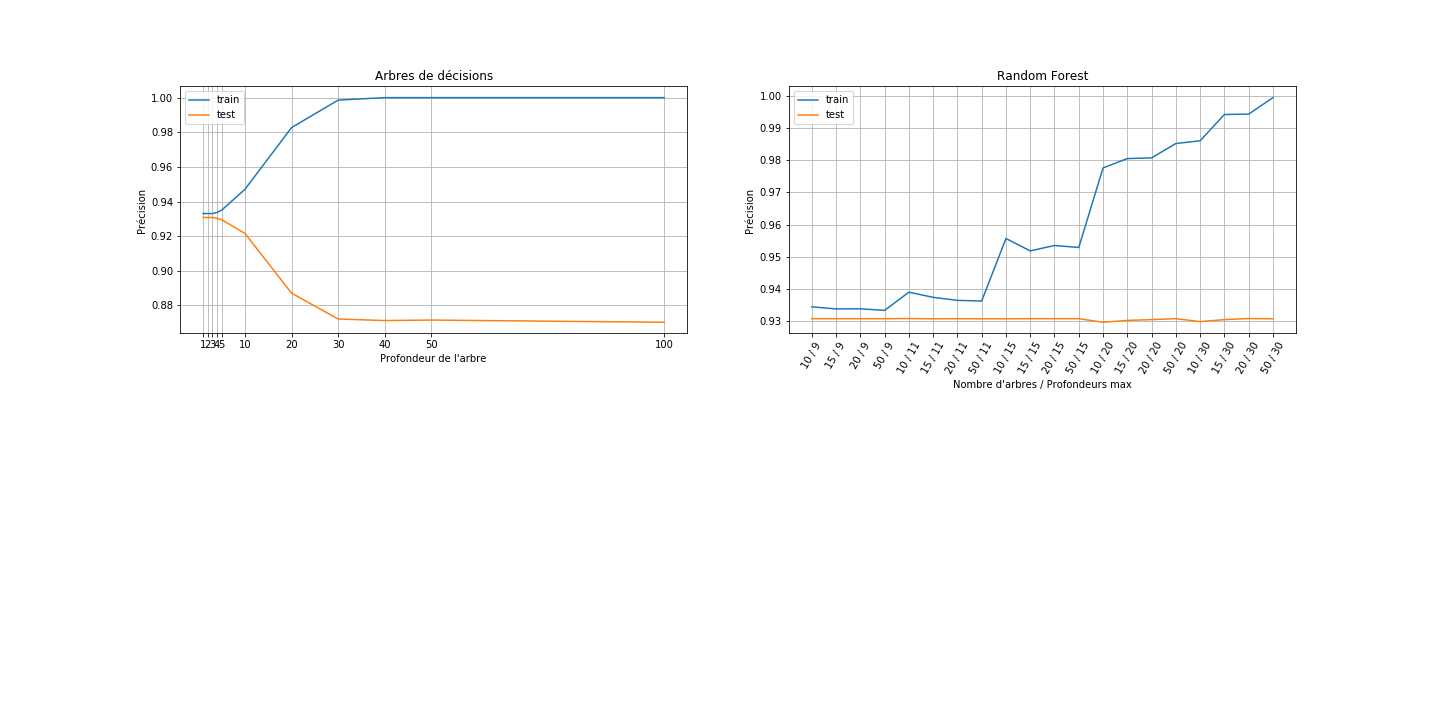 Arbres de décisions
train
test
Précision
1.00
0.98
0.96
0.94
0.92
0.90
0.88
1 2 3 4 5 10 20 30 40 50 100
Profondeur de l'arbre
Random Forest
train
test
Précision
1.00
0.99
0.98
0.97
0.96
0.95
0.94
0.93
10 / 9
15 / 9
20 / 9
50 / 9
10 / 11
15 / 11
20 / 11
50 / 11
10 / 15
15 / 15
20 / 15
50 / 15
10 / 20
15 / 20
20 / 20
50 / 20
10 / 30
15 / 30
20 / 30
50 / 30
Nombre d'arbres / Profondeurs max